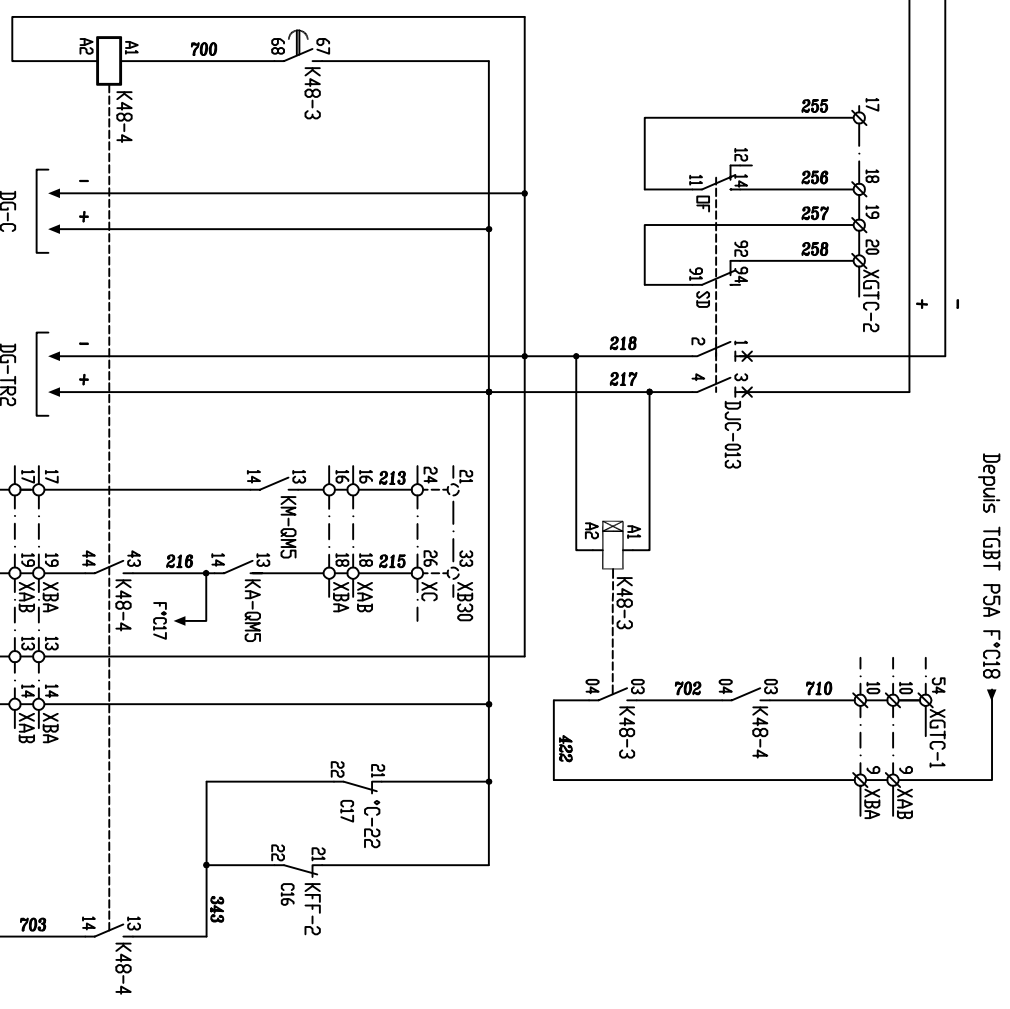 A2
A1
700
68
67
K48-3
K48-4
DG-C
-
+
DG-TR2
-
+
255
17
12
14
11
OF
256
18
257
19
92
94
91
SD
258
20
XGTC-2
+
-
218
2
1
217
4
3
DJC-013
Depuis TGBT P5A F°C18
A2
A1
K48-3
17
17
14
13
KM-QM5
16
16
213
24
21
19
19
XAB
XBA
44
43
K48-4
216
14
13
KA-QM5
F°C17
18
18
XBA
XAB
215
26
XC
33
XB30
13
13
14
14
XAB
XBA
04
03
K48-3
702
04
03
K48-4
710
10
10
54
XGTC-1
422
9
9
XBA
XAB
22
21
°C-22
C17
22
21
KFF-2
C16
343
703
14
13
K48-4